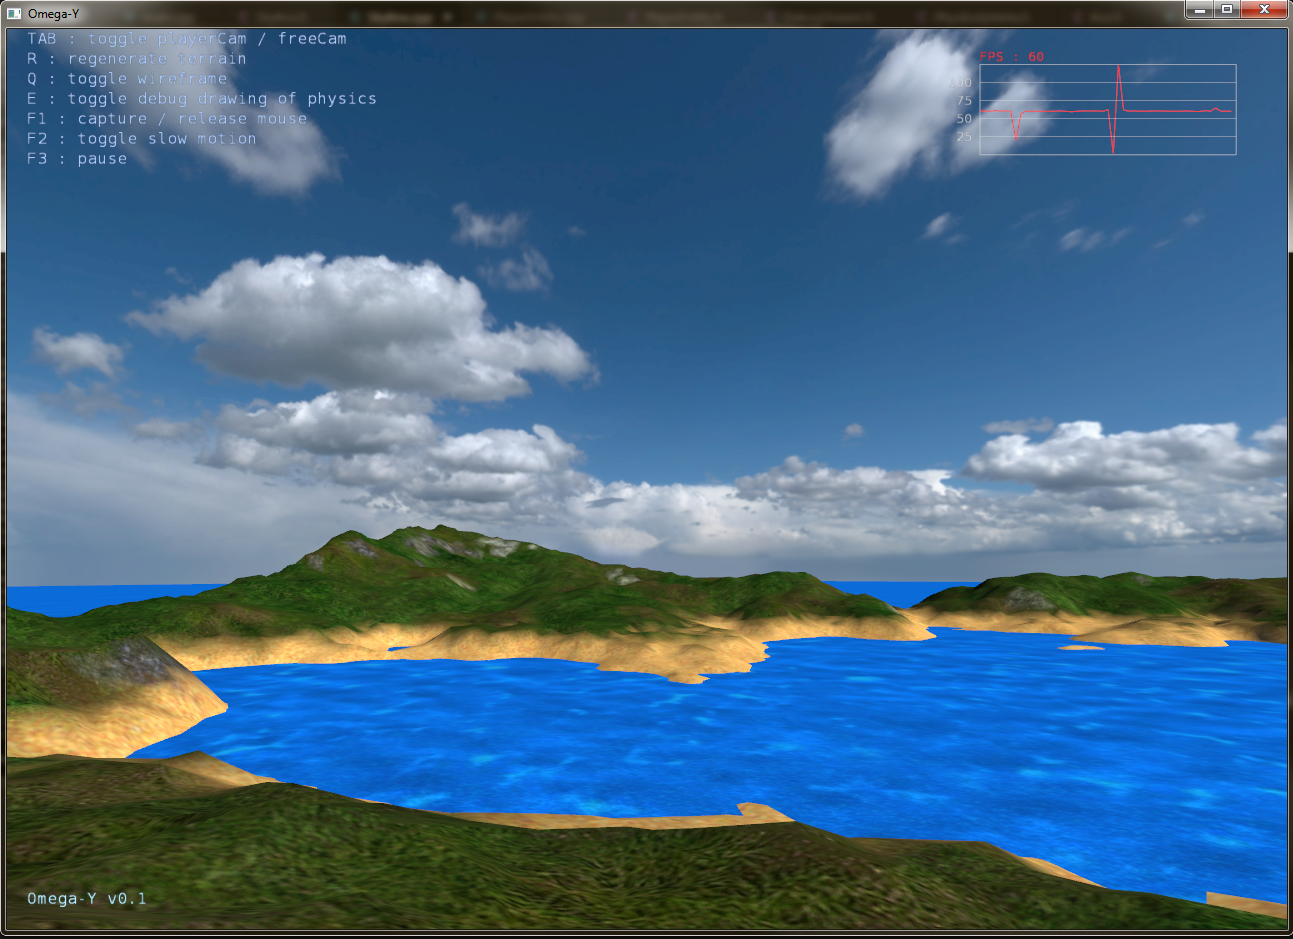 Omega-Y
TAB : toggle playerCam / freeCam
R : regenerate terrain
Q : toggle wireframe
E : toggle debug drawing of physics
F1 : capture / release mouse
F2 : toggle slow motion
F3 : pause
FPS : 60
100
75
50
25
Omega-Y v0.1